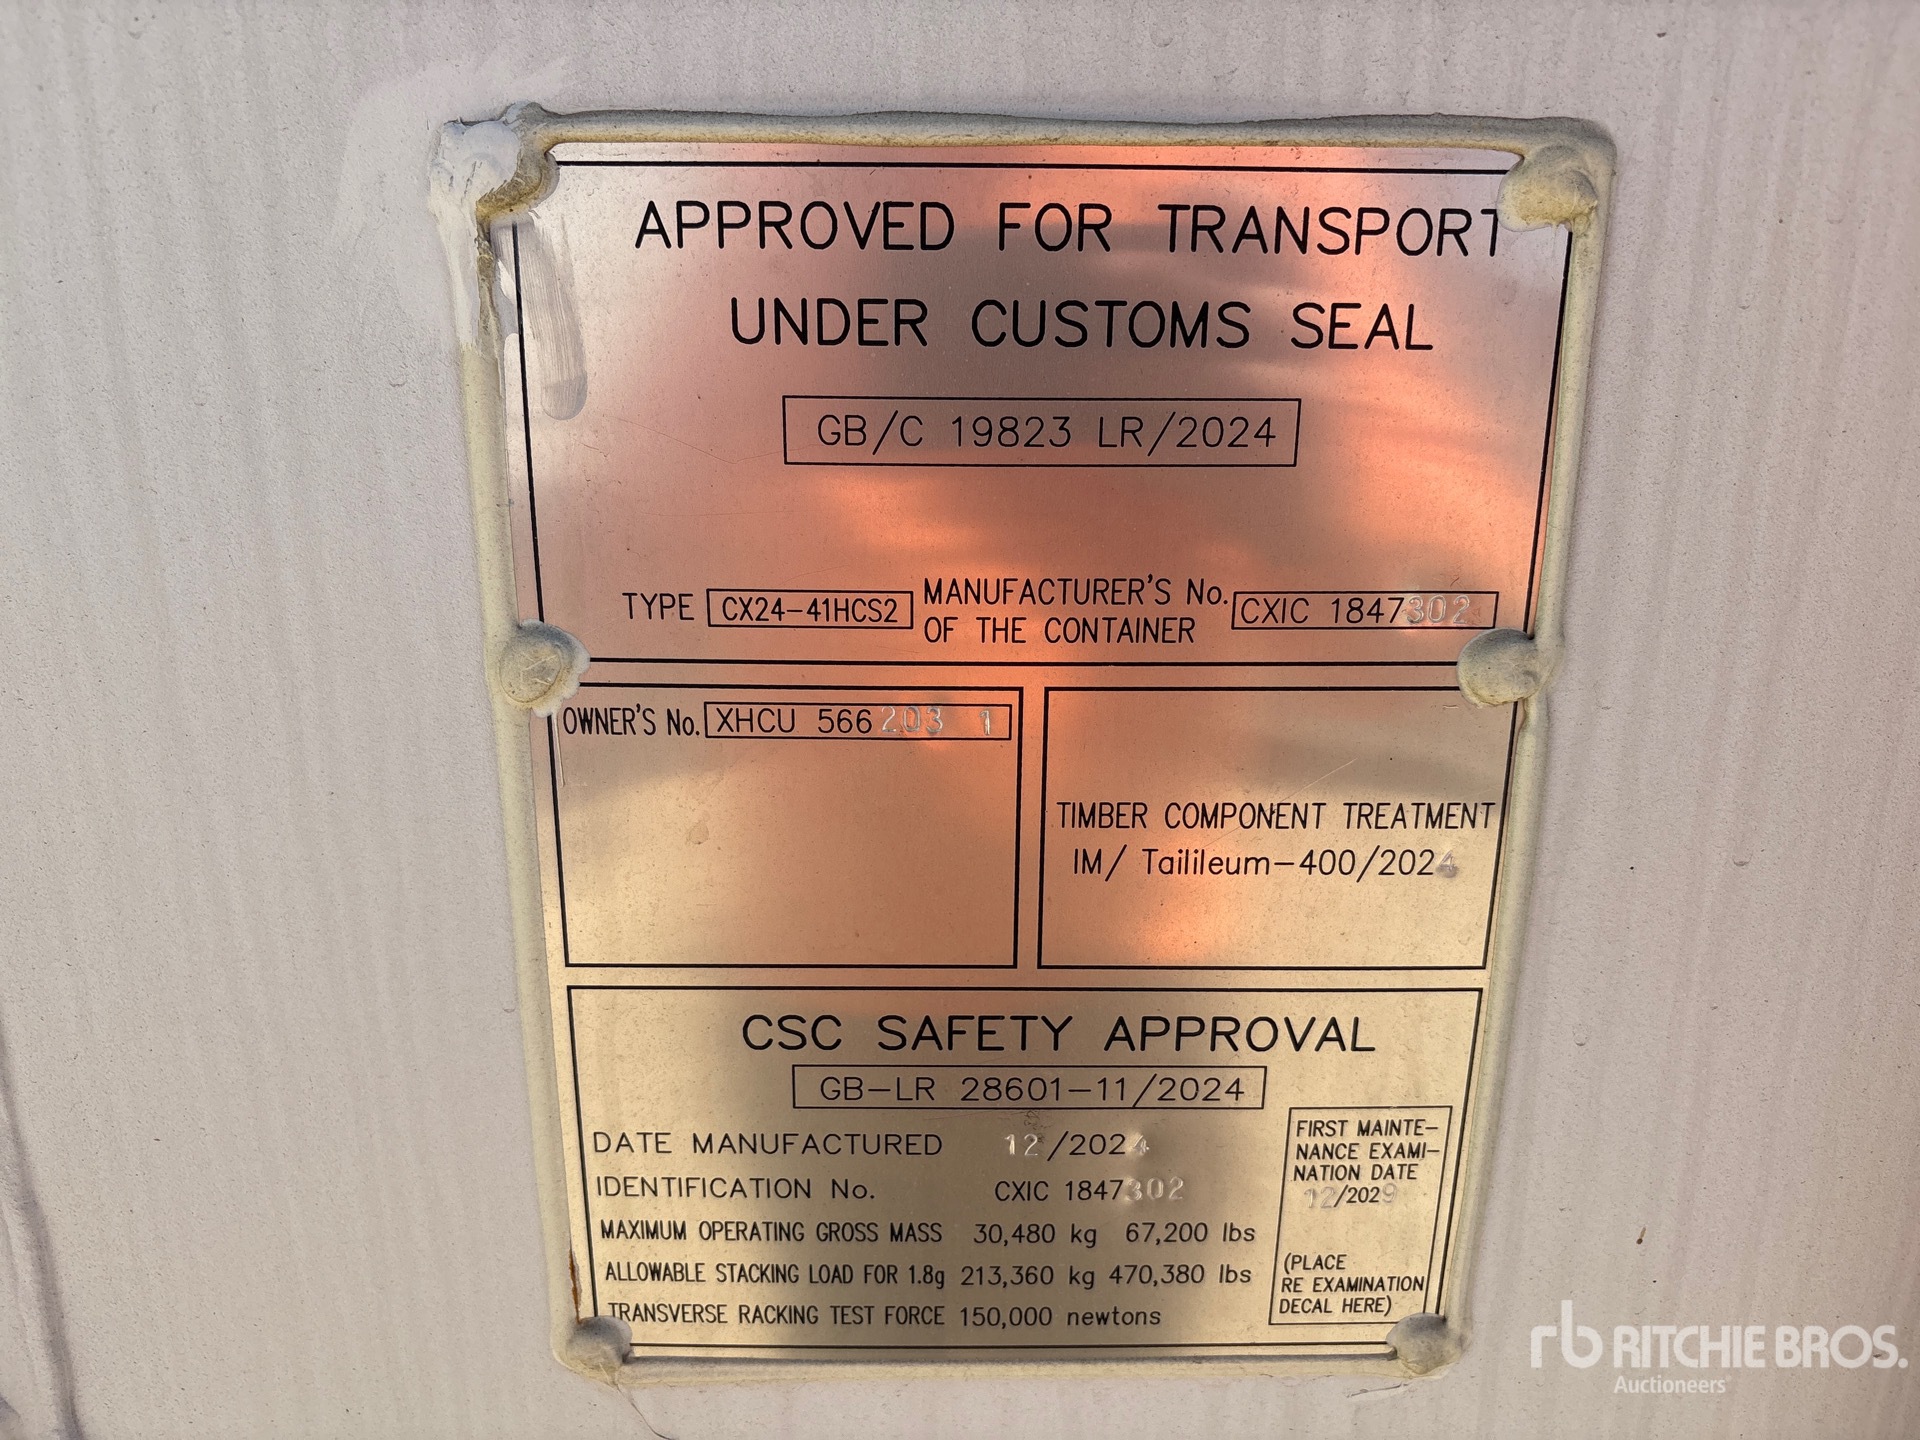 APPROVED FOR TRANSPORT
UNDER CUSTOMS SEAL
GB/C 19823 LR/2024
TYPE CX24-41HCS2 MANUFACTURER'S No. OF THE CONTAINER CXIC 1847302
OWNER'S No. XHCU 566 203 1
TIMBER COMPONENT TREATMENT
IM/ Tailileum-400/2024
CSC SAFETY APPROVAL
GB-LR 28601-11/2024
DATE MANUFACTURED 12/2024
IDENTIFICATION No. CXIC 1847302
MAXIMUM OPERATING GROSS MASS 30,480 kg 67,200 lbs
ALLOWABLE STACKING LOAD FOR 1.8g 213,360 kg 470,380 lbs
TRANSVERSE RACKING TEST FORCE 150,000 newtons
FIRST MAINTE-
NANCE EXAMI-
NATION DATE
12/2029
(PLACE
RE EXAMINATION
DECAL HERE)
rb RITCHIE BROS.
Auctioneers